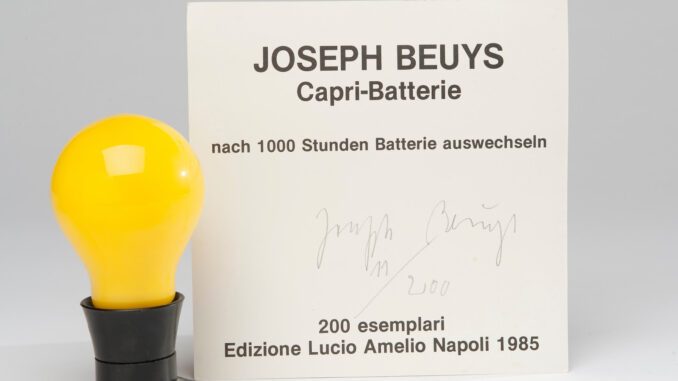 JOSEPH BEUYS
Capri-Batterie
nach 1000 Stunden Batterie auswechseln
Joseph Beuys
11/200
200 esemplari
Edizione Lucio Amelio Napoli 1985